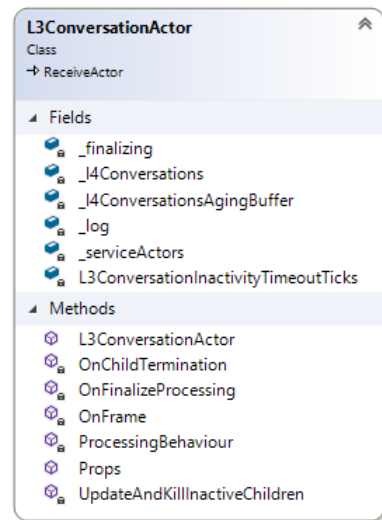 L3ConversationActor
Class
ReceiveActor
Fields
_finalizing
_l4Conversations
_l4ConversationsAgingBuffer
_log
_serviceActors
L3ConversationInactivityTimeoutTicks
Methods
L3ConversationActor
OnChildTermination
OnFinalizeProcessing
OnFrame
ProcessingBehaviour
Props
UpdateAndKillInactiveChildren